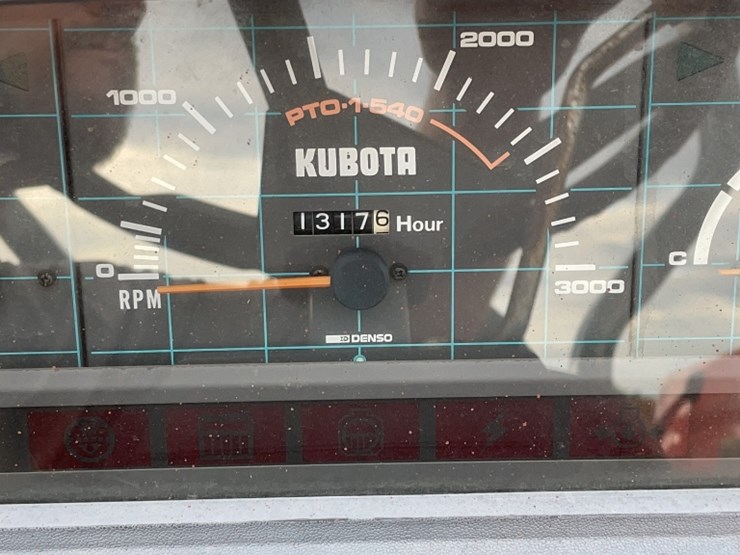 2000
1000
PTO-1-540
KUBOTA
13176 Hour
0
C
RPM
3000
DENSO